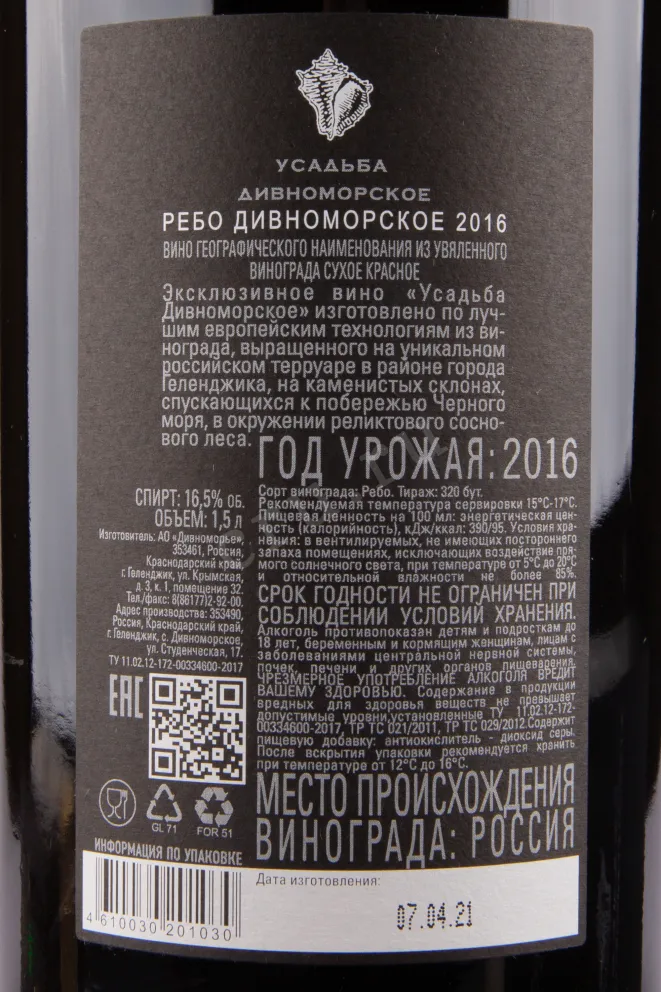 УСАДЬБА
ДИВНОМОРСКОЕ
РЕБО ДИВНОМОРСКОЕ 2016
ВИНО ГЕОГРАФИЧЕСКОГО НАИМЕНОВАНИЯ ИЗ УВЯЛЕННОГО
ВИНОГРАДА СУХОЕ КРАСНОЕ
Эксклюзивное вино «Усадьба
Дивноморское» изготовлено по луч-
шим европейским технологиям из ви-
нограда, выращенного на уникальном
российском терруаре в районе города
Геленджика, на каменистых склонах,
спускающихся к побережью Черного
моря, в окружении реликтового сосно-
вого леса.
ГОД УРОЖАЯ: 2016
СПИРТ: 16,5% ОБ.
ОБЪЕМ: 1,5 л
Изготовитель: АО «Дивноморье»,
353461, Россия,
Краснодарский край,
г. Геленджик, ул. Крымская,
д. 3, к. 1, помещение 32.
Тел./факс: 8(86177)2-92-00.
Адрес производства: 353490,
Россия, Краснодарский край,
г. Геленджик, с. Дивноморское,
ул. Студенческая, 17.
ТУ 11.02.12-172-00334600-2017
Сорт винограда: Ребо. Тираж: 320 бут.
Рекомендуемая температура сервировки 15°C-17°C.
Пищевая ценность на 100 мл: энергетическая цен-
ность (калорийность), кДж/ккал: 390/95. Условия хра-
нения: в вентилируемых, не имеющих постороннего
запаха помещениях, исключающих воздействие пря-
мого солнечного света, при температуре от 5°C до 20°C
и относительной влажности не более 85%.
СРОК ГОДНОСТИ НЕ ОГРАНИЧЕН ПРИ
СОБЛЮДЕНИИ УСЛОВИЙ ХРАНЕНИЯ.
Алкоголь противопоказан детям и подросткам до
18 лет, беременным и кормящим женщинам, лицам с
заболеваниями центральной нервной системы,
почек, печени и других органов пищеварения.
ЧРЕЗМЕРНОЕ УПОТРЕБЛЕНИЕ АЛКОГОЛЯ ВРЕДИТ
ВАШЕМУ ЗДОРОВЬЮ. Содержание в продукции
вредных для здоровья веществ не превышает
допустимые уровни,установленные ТУ 11.02.12-172-
00334600-2017, ТР ТС 021/2011, ТР ТС 029/2012.Содержит
пищевую добавку: антиокислитель - диоксид серы.
После вскрытия упаковки рекомендуется хранить
при температуре от 12°C до 16°C.
EAC
GL 71
FOR 51
ИНФОРМАЦИЯ ПО УПАКОВКЕ
МЕСТО ПРОИСХОЖДЕНИЯ
ВИНОГРАДА: РОССИЯ
Дата изготовления:
07.04.21
4 610030 201030